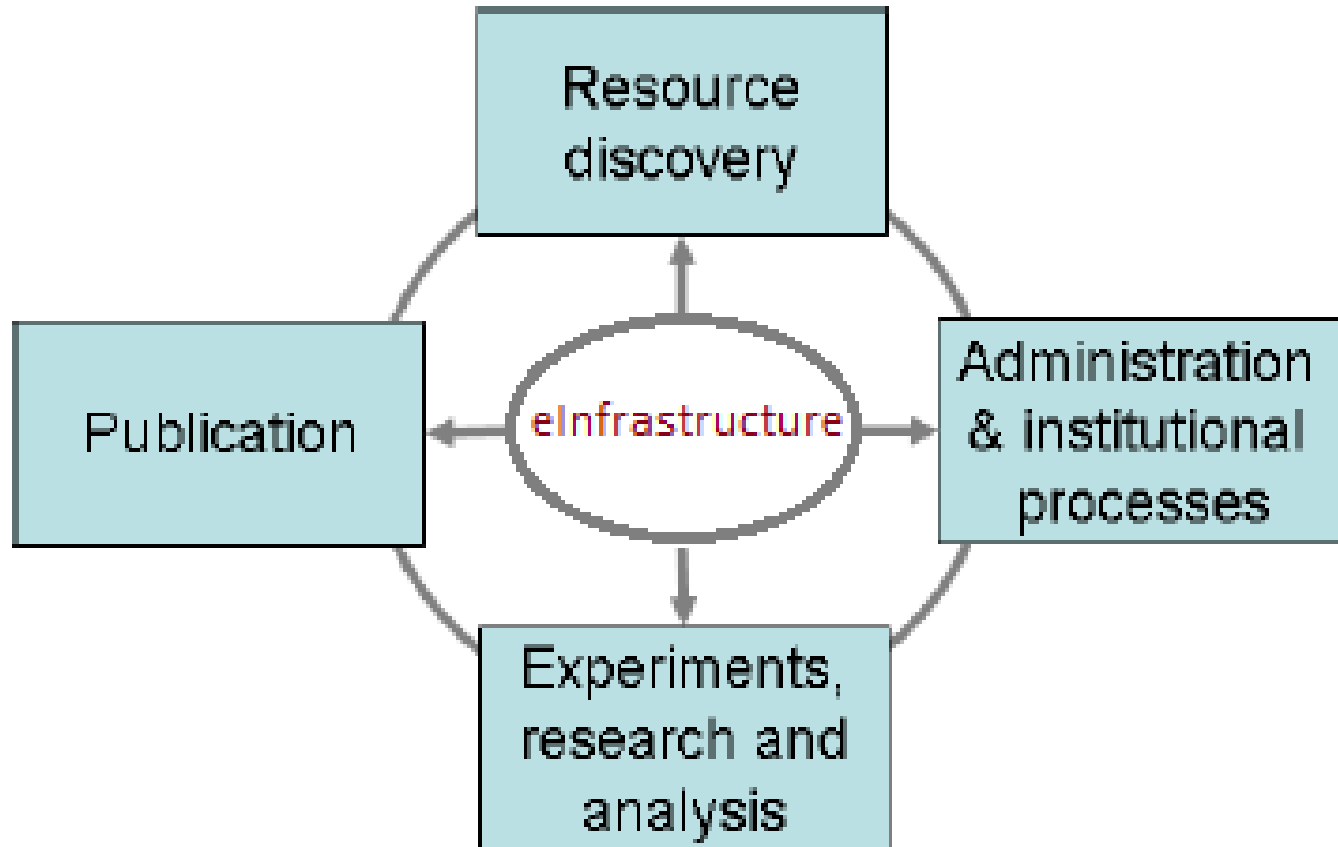 Resource
discovery
Publication
eInfrastructure
Administration
& institutional
processes
Experiments,
research and
analysis